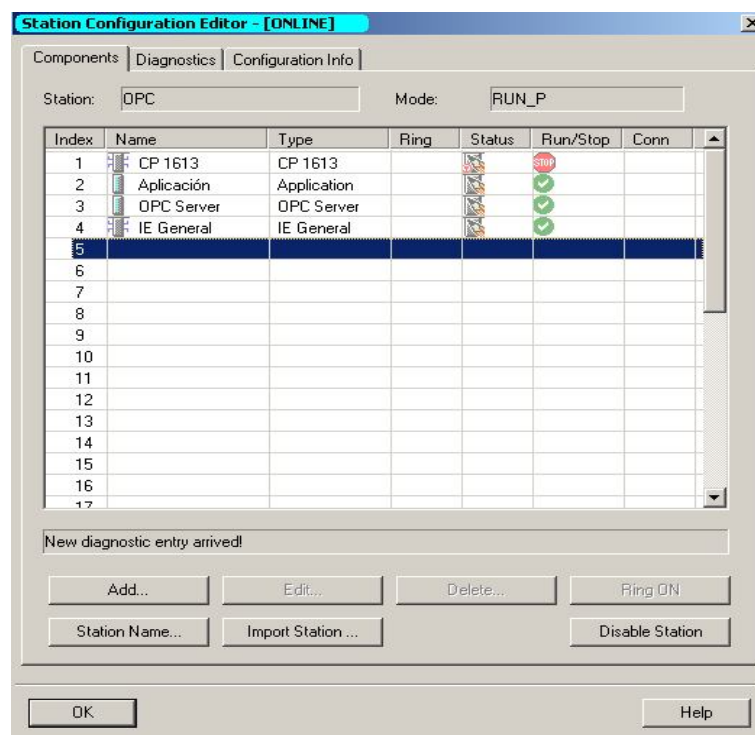 Station Configuration Editor - [ONLINE]
Components Diagnostics Configuration Info
Station: OPC Mode: RUN_P
Index Name Type Ring Status Run/Stop Conn
1 CP 1613 CP 1613 STOP
2 Aplicación Application
3 OPC Server OPC Server
4 IE General IE General
5
6
7
8
9
10
11
12
13
14
15
16
17
New diagnostic entry arrived!
Add... Edit... Delete... Ring ON
Station Name... Import Station ... Disable Station
OK Help